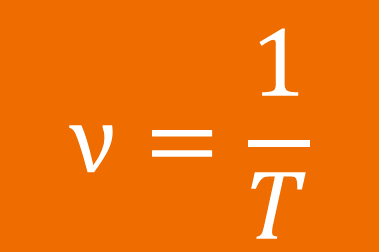 ν = 1/T